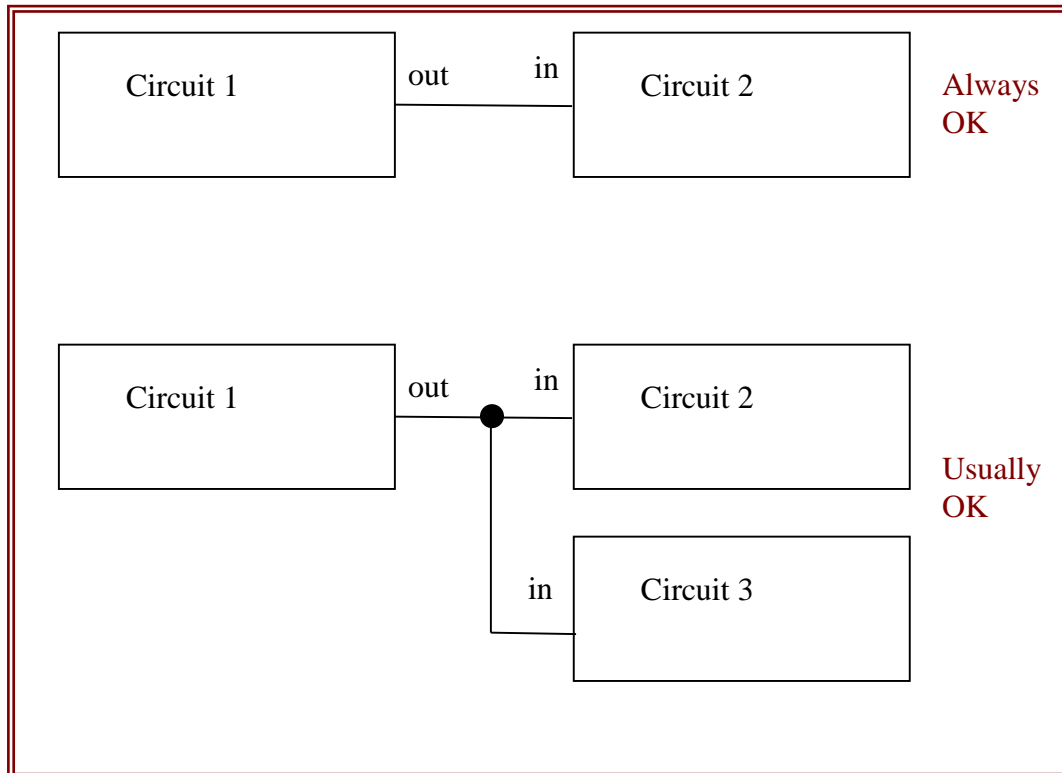 Circuit 1
out
in
Circuit 2
Always
OK
Circuit 1
out
in
Circuit 2
Usually
OK
in
Circuit 3